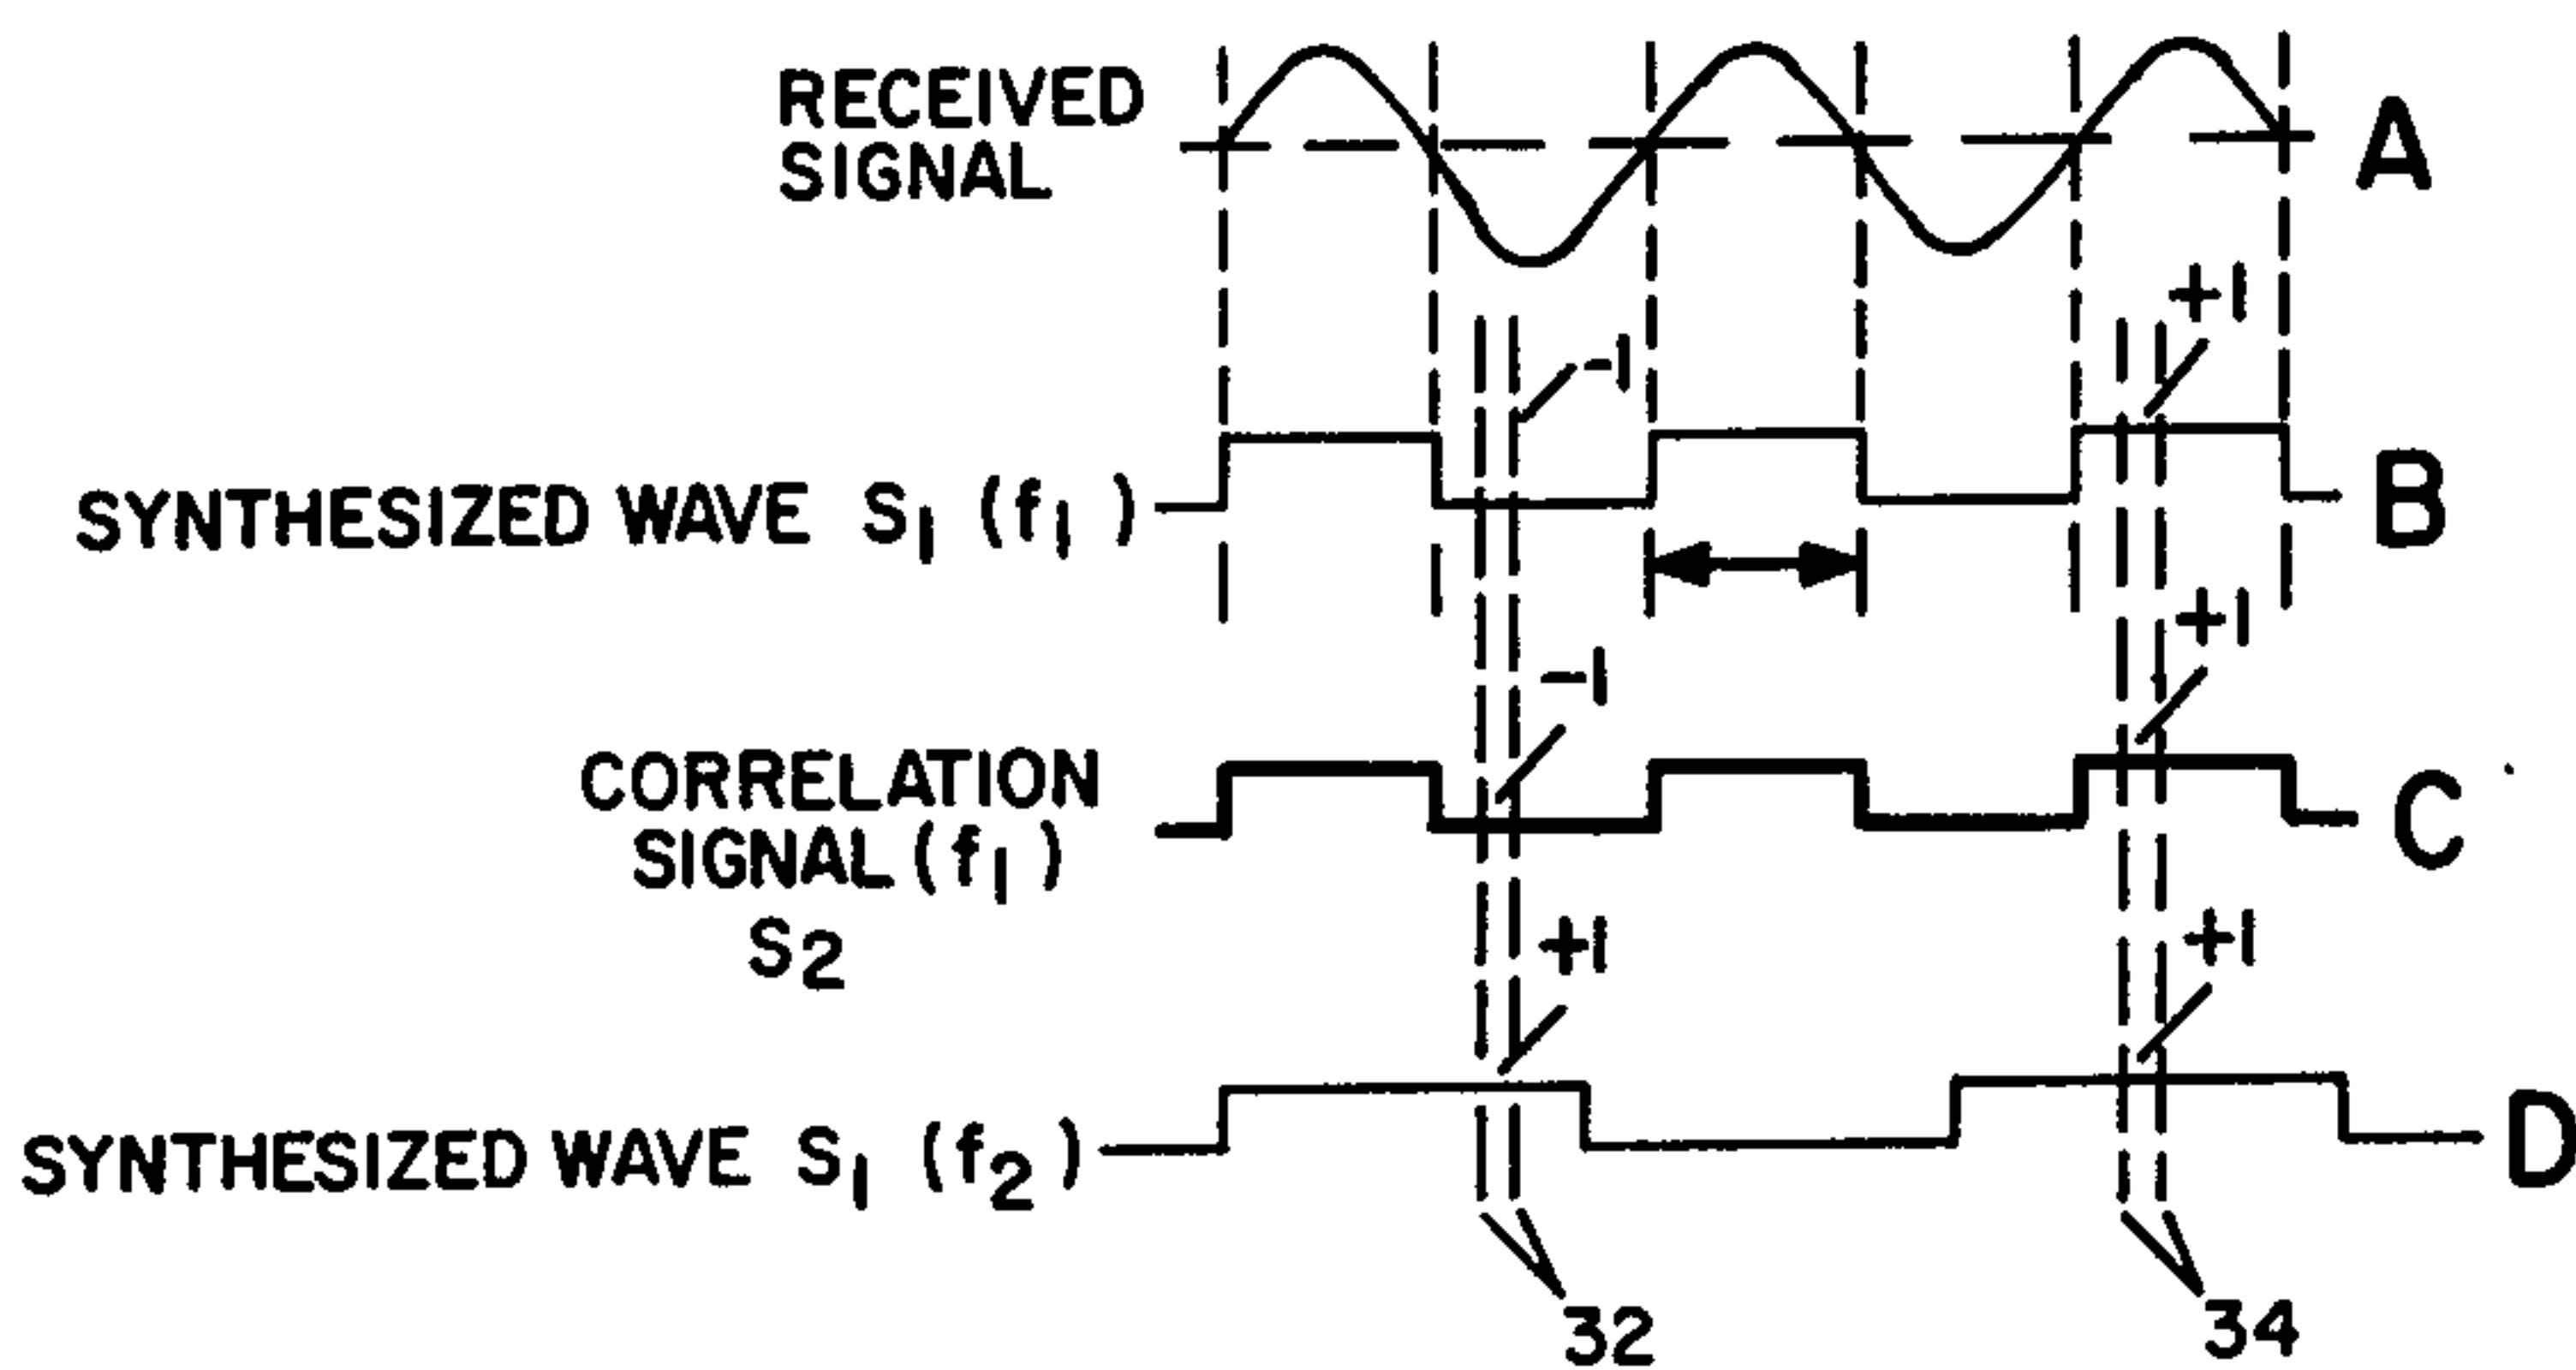 RECEIVED
SIGNAL
A
+1
-1
SYNTHESIZED WAVE S1 (f1)
B
+1
-1
CORRELATION
SIGNAL (f1)
S2
C
+1
+1
SYNTHESIZED WAVE S1 (f2)
D
32
34